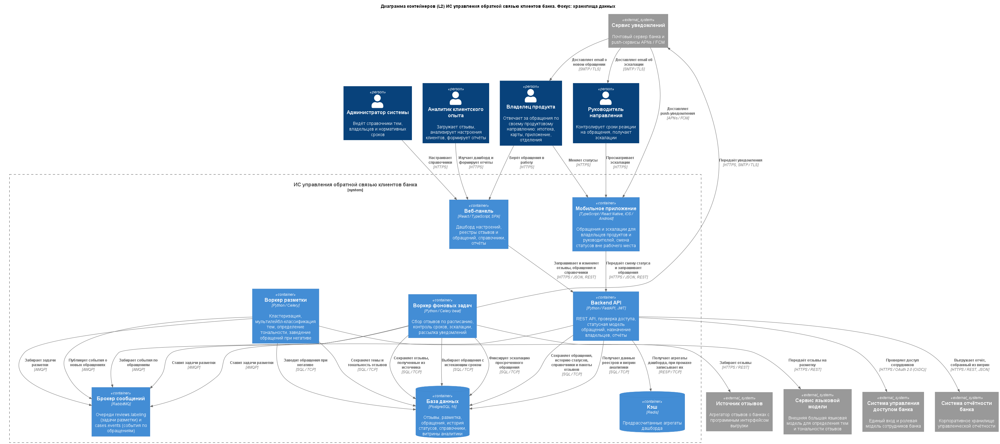 Диаграмма контейнеров (L2) ИС управления обратной связью клиентов банка. Фокус: хранилища данных
«external_system»
Сервис уведомлений
Почтовый сервер банка и
push-сервисы APNs / FCM
Доставляет email о
новом обращении
[SMTP / TLS]
Доставляет email об
эскалации
[SMTP / TLS]
«person»
Администратор системы
Ведёт справочники тем,
владельцев и нормативных
сроков
«person»
Аналитик клиентского
опыта
Загружает отзывы,
анализирует настроения
клиентов, формирует отчёты
«person»
Владелец продукта
Отвечает за обращения по
своему продуктовому
направлению: ипотека,
карты, приложение,
отделения
«person»
Руководитель
направления
Контролирует сроки реакции
на обращения, получает
эскалации
Доставляет
push-уведомления
[APNs / FCM]
Настраивает
справочники
[HTTPS]
Изучает дашборд и
формирует отчёты
[HTTPS]
Берёт обращения в
работу
[HTTPS]
Меняет статусы
[HTTPS]
Просматривает
эскалации
[HTTPS]
Передаёт уведомления
[HTTPS, SMTP / TLS]
ИС управления обратной связью клиентов банка
[system]
«container»
Веб-панель
[React / TypeScript, SPA]
Дашборд настроений,
реестры отзывов и
обращений, справочники,
отчёты
«container»
Мобильное приложение
[TypeScript / React Native, iOS /
Android]
Обращения и эскалации для
владельцев продуктов и
руководителей, смена
статусов вне рабочего места
Запрашивает и изменяет
отзывы, обращения и
справочники
[HTTPS / JSON, REST]
Передаёт смену статуса
и запрашивает
обращения
[HTTPS / JSON, REST]
«container»
Воркер разметки
[Python / Celery]
Кластеризация,
мультилейбл-классификация
тем, определение
тональности, заведение
обращений при негативе
«container»
Воркер фоновых задач
[Python / Celery beat]
Сбор отзывов по расписанию,
контроль сроков, эскалации,
рассылка уведомлений
«container»
Backend API
[Python / FastAPI, JWT]
REST API, проверка доступа,
статусная модель
обращений, назначение
владельцев, отчёты
Забирает задачи
разметки
[AMQP]
Публикует события о
новых обращениях
[AMQP]
Забирает события по
обращениям
[AMQP]
Ставит задачи разметки
[AMQP]
Ставит задачи разметки
[AMQP]
Заводит обращения при
негативе
[SQL / TCP]
Сохраняет темы и
тональность отзывов
[SQL / TCP]
Сохраняет отзывы,
полученные из
источника
[SQL / TCP]
Выбирает обращения с
истекающим сроком
[SQL / TCP]
Фиксирует эскалацию
просроченного
обращения
[SQL / TCP]
Сохраняет обращения,
историю статусов,
справочники и пакеты
отзывов
[SQL / TCP]
Получает данные
реестров и витрин
аналитики
[SQL / TCP]
Получает агрегаты
дашборда, при промахе
записывает их
[RESP / TCP]
Забирает отзывы
[HTTPS / REST]
Передаёт отзывы на
разметку
[HTTPS / REST]
Проверяет доступ
сотрудников
[HTTPS / OAuth 2.0 (OIDC)]
Выгружает отчёт,
собранный из витрин
[HTTPS / REST, JSON]
«container»
Брокер сообщений
[RabbitMQ]
Очереди reviews.labeling
(задачи разметки) и
cases.events (события по
обращениям)
«container»
База данных
[PostgreSQL 16]
Отзывы, разметка,
обращения, история
статусов, справочники,
витрины аналитики
«container»
Кэш
[Redis]
Предрассчитанные агрегаты
дашборда
«external_system»
Источник отзывов
Агрегатор отзывов о банках с
программным интерфейсом
выгрузки
«external_system»
Сервис языковой
модели
Внешняя большая языковая
модель для определения тем
и тональности отзывов
«external_system»
Система управления
доступом банка
Единый вход и ролевая
модель сотрудников банка
«external_system»
Система отчётности
банка
Корпоративное хранилище
управленческой отчётности